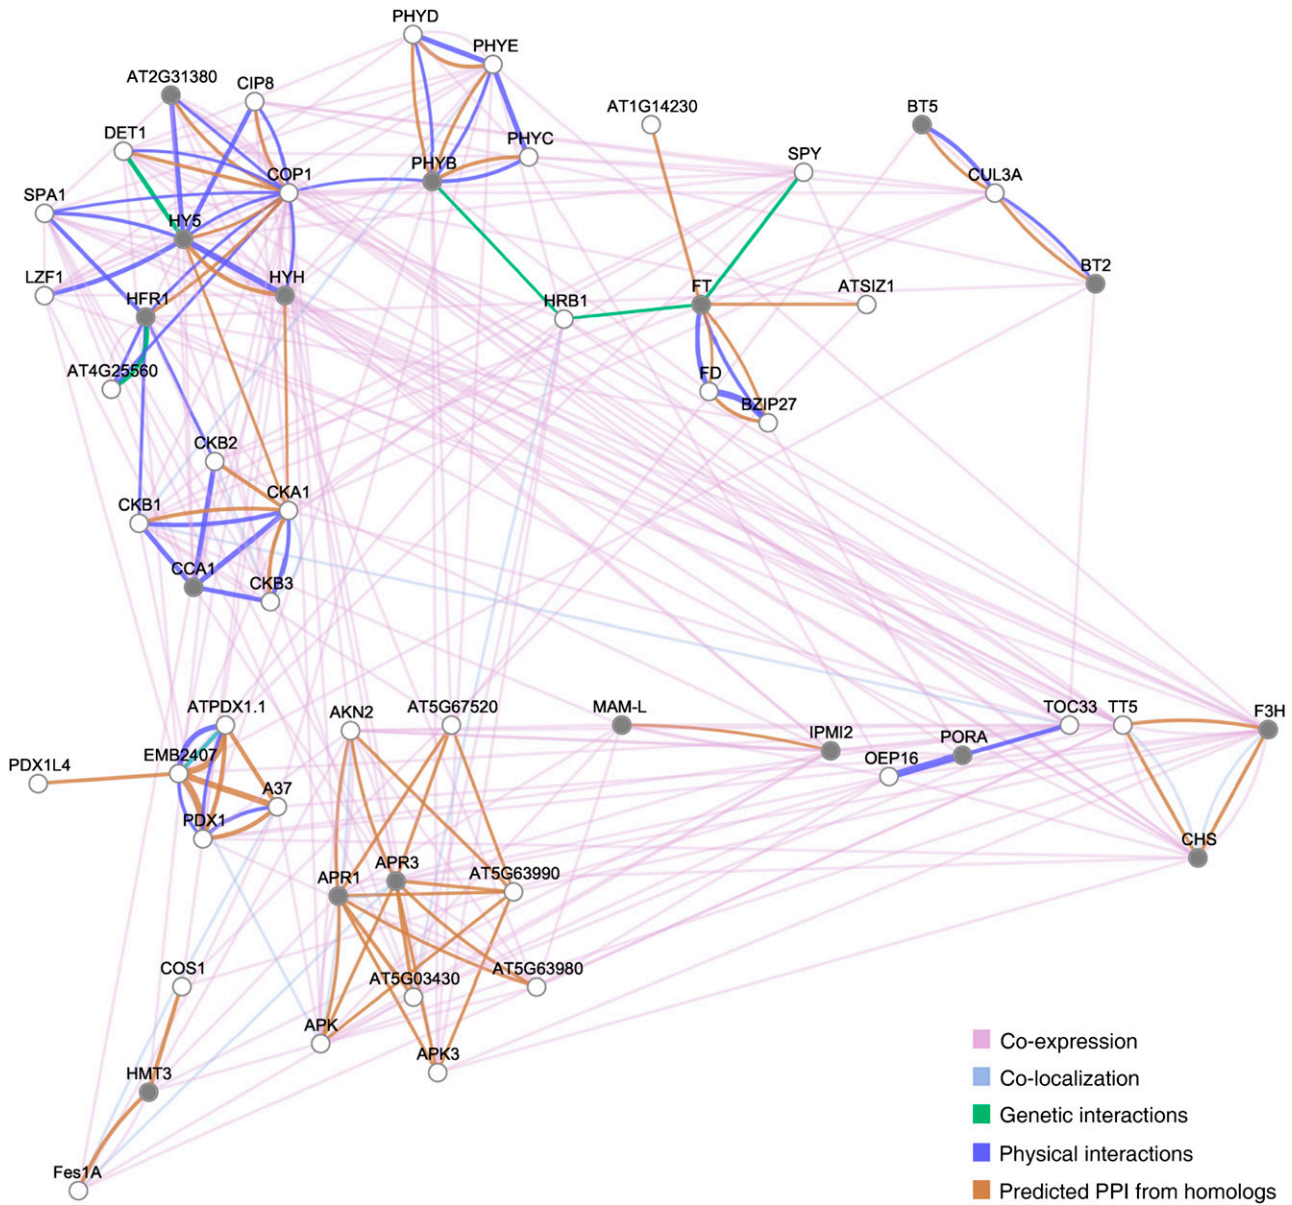 PHYD
PHYE
AT2G31380
CIP8
AT1G14230
BT5
DET1
PHYC
PHYB
SPY
COP1
CUL3A
SPA1
HY5
LZF1
HYH
HFR1
BT2
FT
ATSIZ1
HRB1
AT4G25560
FD
BZIP27
CKB2
CKA1
CKB1
CCA1
CKB3
ATPDX1.1
AKN2
AT5G67520
MAM-L
TOC33
TT5
F3H
IPMI2
PORA
EMB2407
OEP16
PDX1L4
A37
PDX1
CHS
APR3
APR1
AT5G63990
COS1
AT5G03430
AT5G63980
APK
APK3
HMT3
Fes1A
Co-expression
Co-localization
Genetic interactions
Physical interactions
Predicted PPI from homologs